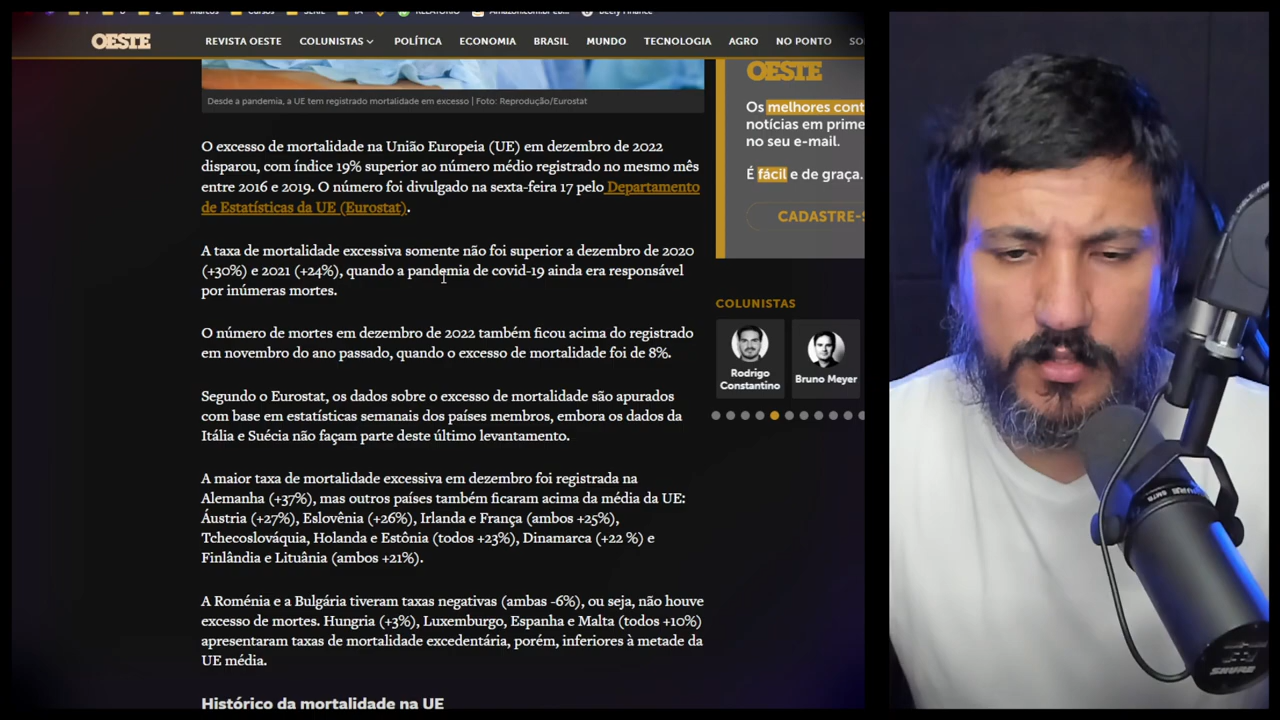 Marcos
Cursos
SÉRIE
IA
RELATÓRIO
OESTE
REVISTA OESTE COLUNISTAS POLÍTICA ECONOMIA BRASIL MUNDO TECNOLOGIA AGRO NO PONTO
Desde a pandemia, a UE tem registrado mortalidade em excesso | Foto: Reprodução/Eurostat
O excesso de mortalidade na União Europeia (UE) em dezembro de 2022
disparou, com índice 19% superior ao número médio registrado no mesmo mês
entre 2016 e 2019. O número foi divulgado na sexta-feira 17 pelo Departamento
de Estatísticas da UE (Eurostat).
A taxa de mortalidade excessiva somente não foi superior a dezembro de 2020
(+30%) e 2021 (+24%), quando a pandemia de covid-19 ainda era responsável
por inúmeras mortes.
O número de mortes em dezembro de 2022 também ficou acima do registrado
em novembro do ano passado, quando o excesso de mortalidade foi de 8%.
Segundo o Eurostat, os dados sobre o excesso de mortalidade são apurados
com base em estatísticas semanais dos países membros, embora os dados da
Itália e Suécia não façam parte deste último levantamento.
A maior taxa de mortalidade excessiva em dezembro foi registrada na
Alemanha (+37%), mas outros países também ficaram acima da média da UE:
Áustria (+27%), Eslovênia (+26%), Irlanda e França (ambos +25%),
Tchecoslováquia, Holanda e Estônia (todos +23%), Dinamarca (+22 %) e
Finlândia e Lituânia (ambos +21%).
A Roménia e a Bulgária tiveram taxas negativas (ambas -6%), ou seja, não houve
excesso de mortes. Hungria (+3%), Luxemburgo, Espanha e Malta (todos +10%)
apresentaram taxas de mortalidade excedentária, porém, inferiores à metade da
UE média.
Histórico da mortalidade na UE
OESTE
Os melhores cont
notícias em prime
no seu e-mail.
É fácil e de graça.
CADASTRE-S
COLUNISTAS
Rodrigo
Constantino
Bruno Meyer
SHURE